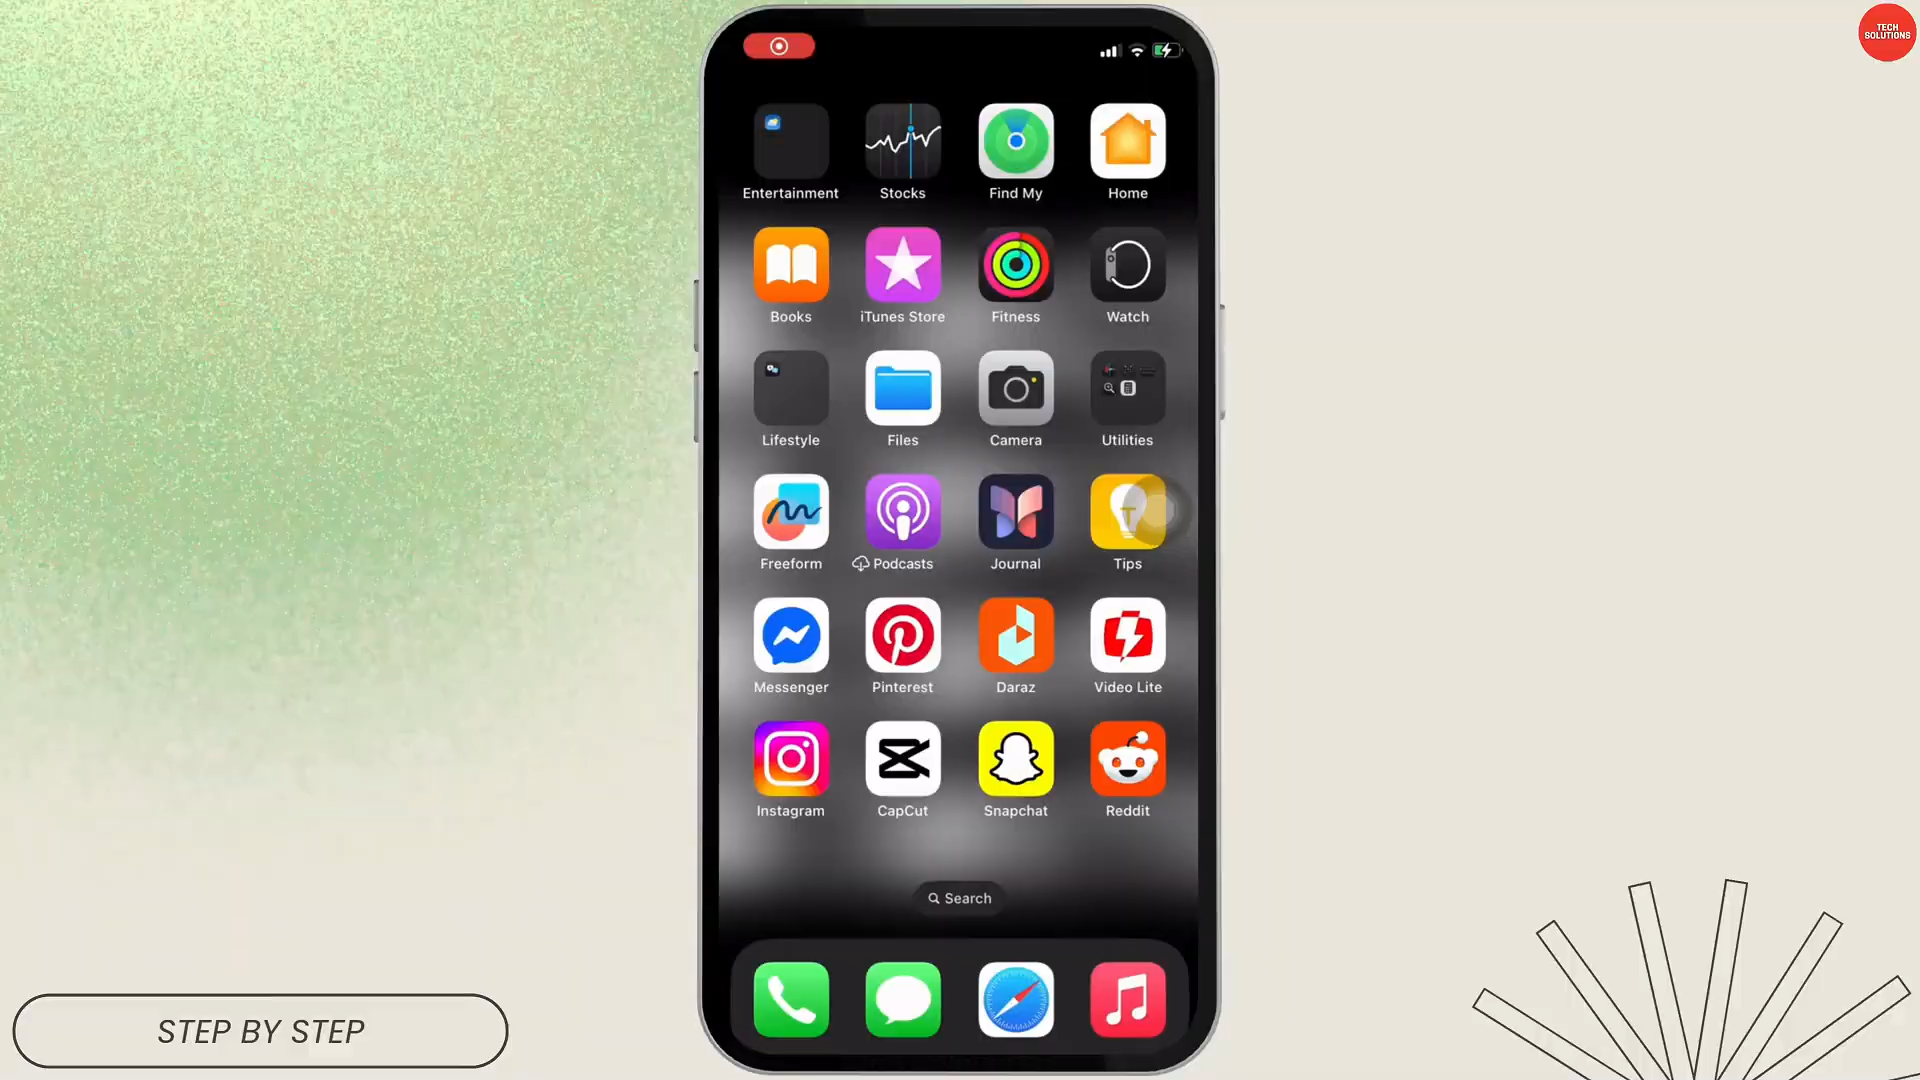 TECH
SOLUTIONS
Entertainment
Stocks
Find My
Home
Books
iTunes Store
Fitness
Watch
Lifestyle
Files
Camera
Utilities
Freeform
Podcasts
Journal
Tips
Messenger
Pinterest
Daraz
Video Lite
Instagram
CapCut
Snapchat
Reddit
Search
STEP BY STEP